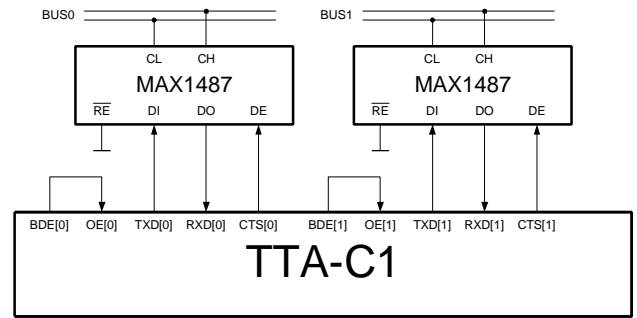 BUS0 BUS1
CL CH CL CH
MAX1487 MAX1487
RE DI DO DE RE DI DO DE
BDE[0] OE[0] TXD[0] RXD[0] CTS[0] BDE[1] OE[1] TXD[1] RXD[1] CTS[1]
TTA-C1